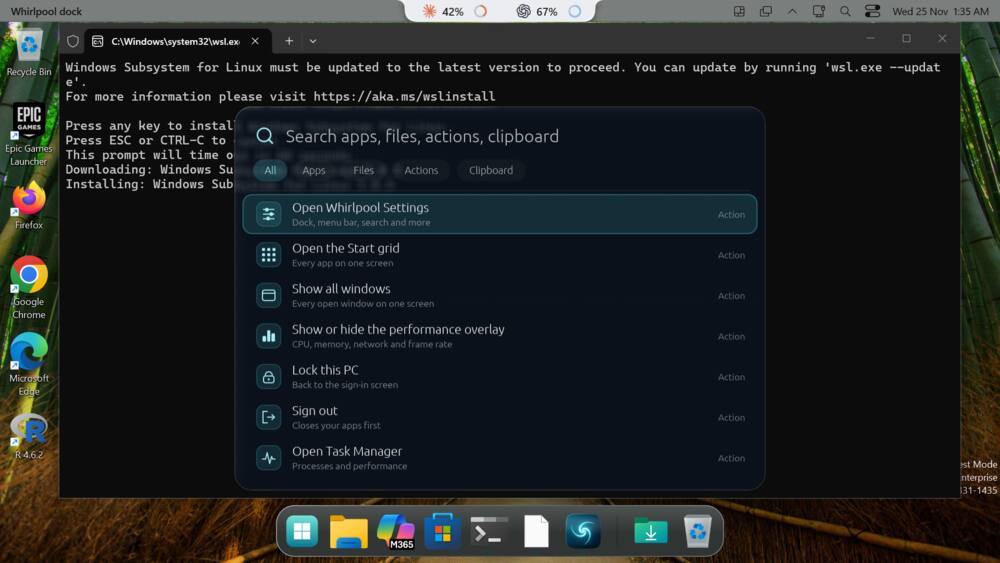 Whirlpool dock
42%
67%
Wed 25 Nov 1:35 AM
C:\Windows\system32\wsl.ex
Windows Subsystem for Linux must be updated to the latest version to proceed. You can update by running 'wsl.exe --updat
e'.
For more information please visit https://aka.ms/wslinstall
Press any key to instal
Press ESC or CTRL-C to
This prompt will time o
Downloading: Windows Su
Installing: Windows Sub
Search apps, files, actions, clipboard
All
Apps
Files
Actions
Clipboard
Open Whirlpool Settings
Dock, menu bar, search and more
Action
Open the Start grid
Every app on one screen
Action
Show all windows
Every open window on one screen
Action
Show or hide the performance overlay
CPU, memory, network and frame rate
Action
Lock this PC
Back to the sign-in screen
Action
Sign out
Closes your apps first
Action
Open Task Manager
Processes and performance
Action
Recycle Bin
EPIC
GAMES
Epic Games
Launcher
Firefox
Google
Chrome
Microsoft
Edge
R 4.6.2
est Mode
nterprise
31-1435
M365